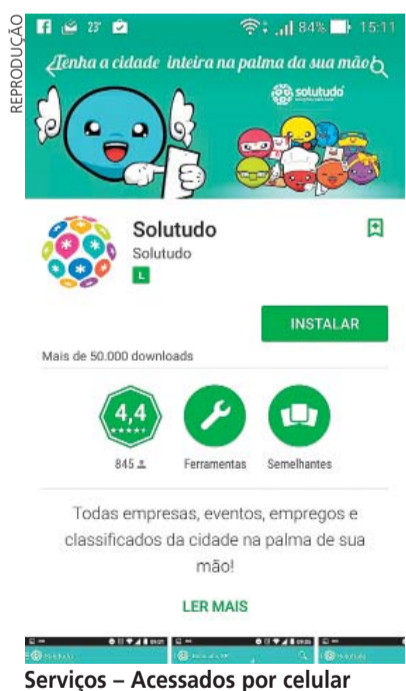 REPRODUÇÃO
23° 84% 15:11
Tenha a cidade inteira na palma da sua mão
solutudo
Solutudo
Solutudo
L
INSTALAR
Mais de 50.000 downloads
4,4
845 Ferramentas Semelhantes
Todas empresas, eventos, empregos e
classificados da cidade na palma de sua
mão!
LER MAIS
Serviços – Acessados por celular